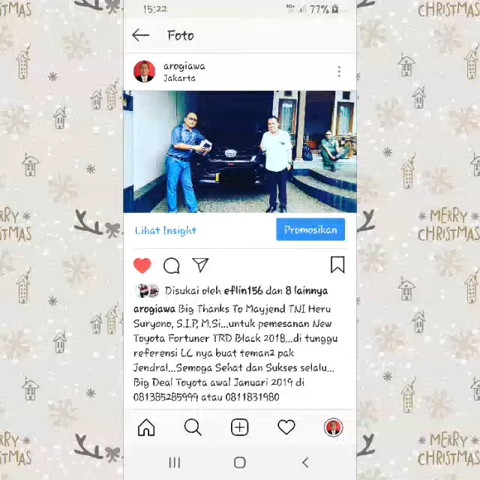 MERRY
CHRISTMAS
15:22
77%
Foto
arogiawa
Jakarta
Lihat Insight
Promosikan
Disukai oleh eflin156 dan 8 lainnya
arogiawa Big Thanks To Mayjend TNI Heru
Suryono, S.I.P, M.Si...untuk pemesanan New
Toyota Fortuner TRD Black 2018...di tunggu
referensi LC nya buat teman2 pak
Jendral...Semoga Sehat dan Sukses selalu...
Big Deal Toyota awal Januari 2019 di
081385285999 atau 0811831980
MERRY
CHRISTMAS
MERRY
CHRISTMAS